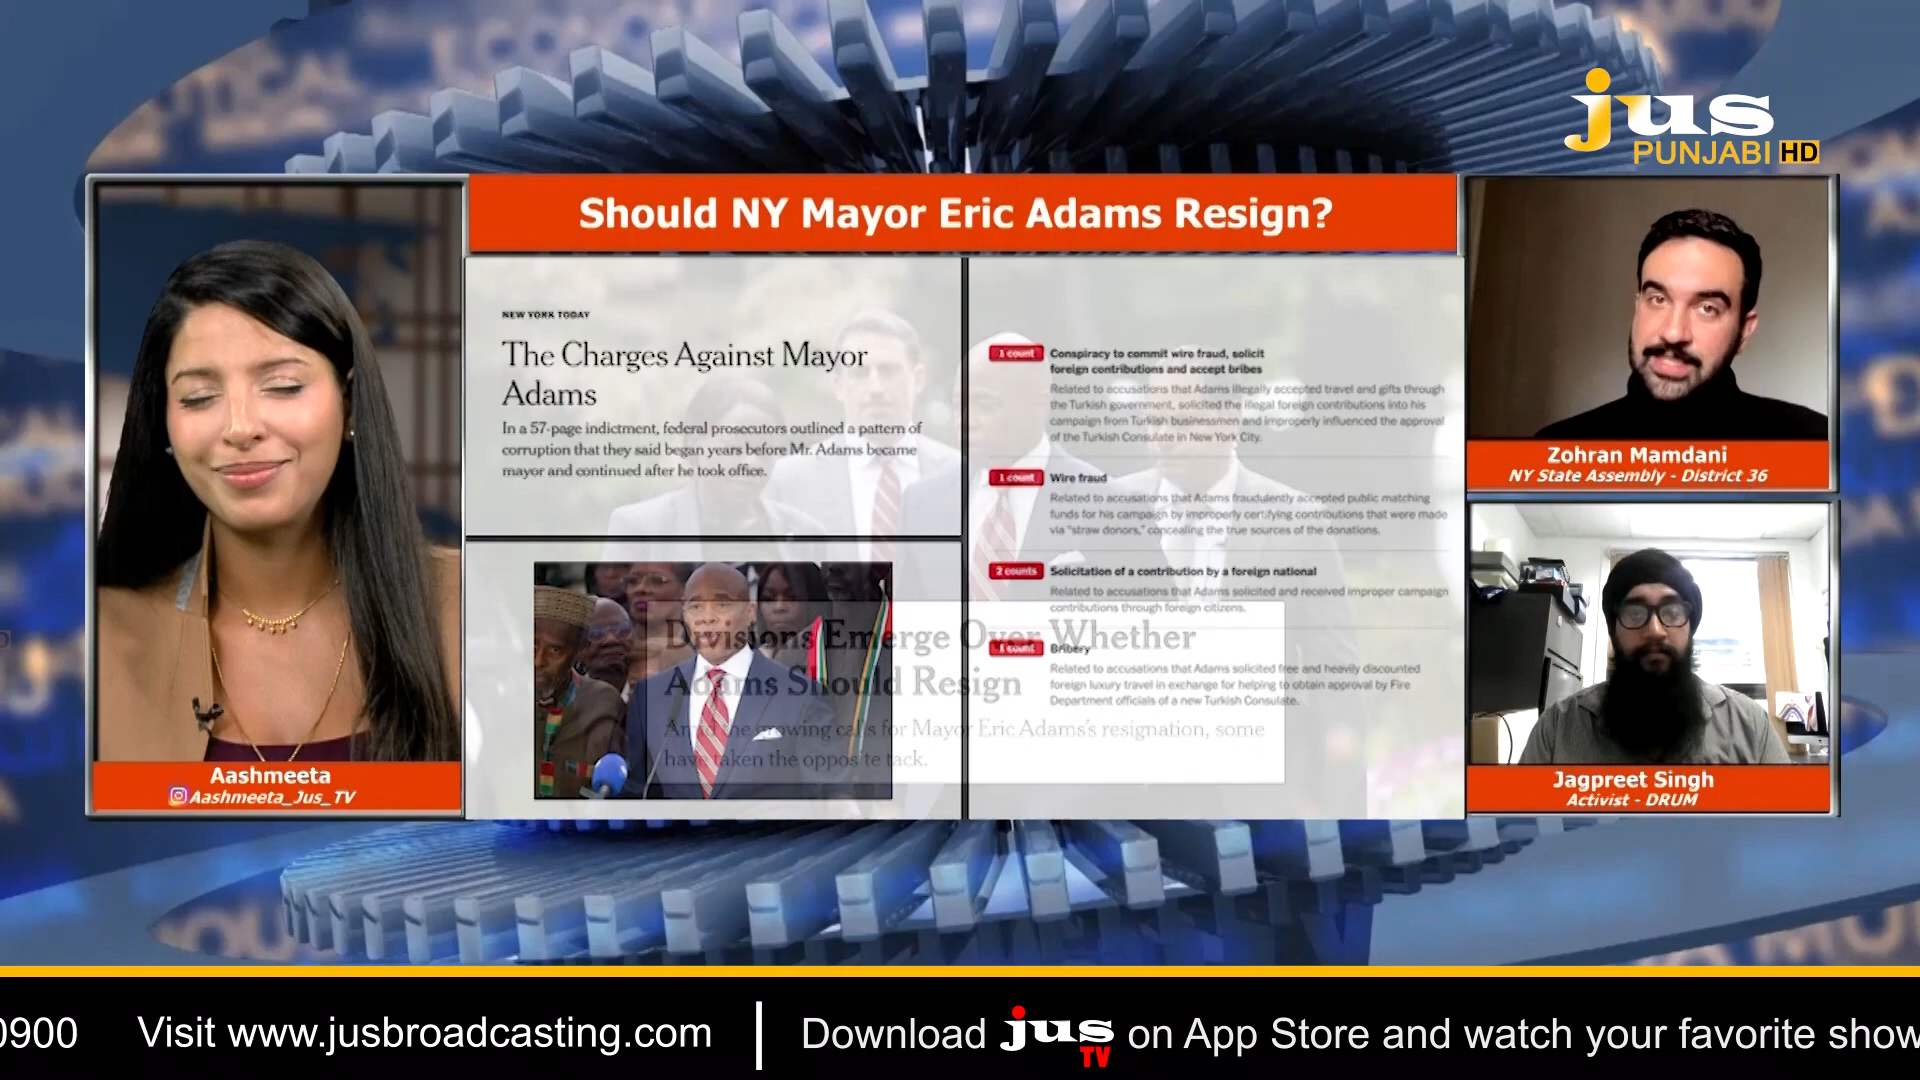 jus
PUNJABI HD
Should NY Mayor Eric Adams Resign?
NEW YORK TODAY
The Charges Against Mayor
Adams
In a 57-page indictment, federal prosecutors outlined a pattern of
corruption that they said began years before Mr. Adams became
mayor and continued after he took office.
1 count
Conspiracy to commit wire fraud, solicit
foreign contributions and accept bribes
Related to accusations that Adams illegally accepted travel and gifts through
the Turkish government, solicited the illegal foreign contributions into his
campaign from Turkish businessmen and improperly influenced the approval
of the Turkish Consulate in New York City.
1 count
Wire fraud
Related to accusations that Adams fraudulently accepted public matching
funds for his campaign by improperly certifying contributions that were made
via "straw donors," concealing the true sources of the donations.
2 counts
Solicitation of a contribution by a foreign national
Related to accusations that Adams solicited and received improper campaign
contributions through foreign citizens.
1 count
Bribery
Related to accusations that Adams solicited free and heavily discounted
foreign luxury travel in exchange for helping to obtain approval by Fire
Department officials of a new Turkish Consulate.
Divisions Emerge Over Whether
Adams Should Resign
Amid the growing calls for Mayor Eric Adams's resignation, some
have taken the opposite tack.
Aashmeeta
Aashmeeta_Jus_TV
Zohran Mamdani
NY State Assembly - District 36
Jagpreet Singh
Activist - DRUM
0900 Visit www.jusbroadcasting.com | Download jus TV on App Store and watch your favorite show